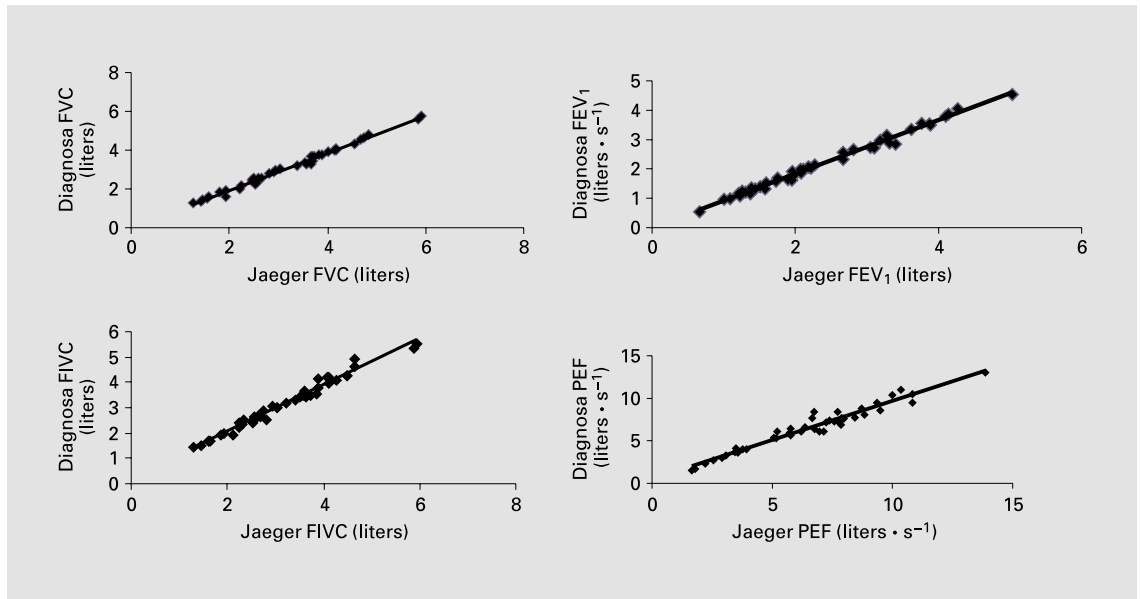 Diagnosa FVC
(liters)
8
6
4
2
0
0 2 4 6 8
Jaeger FVC (liters)
Diagnosa FEV₁
(liters • s⁻¹)
5
4
3
2
1
0
0 2 4 6
Jaeger FEV₁ (liters)
Diagnosa FIVC
(liters)
6
5
4
3
2
1
0
0 2 4 6 8
Jaeger FIVC (liters)
Diagnosa PEF
(liters • s⁻¹)
15
10
5
0
0 5 10 15
Jaeger PEF (liters • s⁻¹)